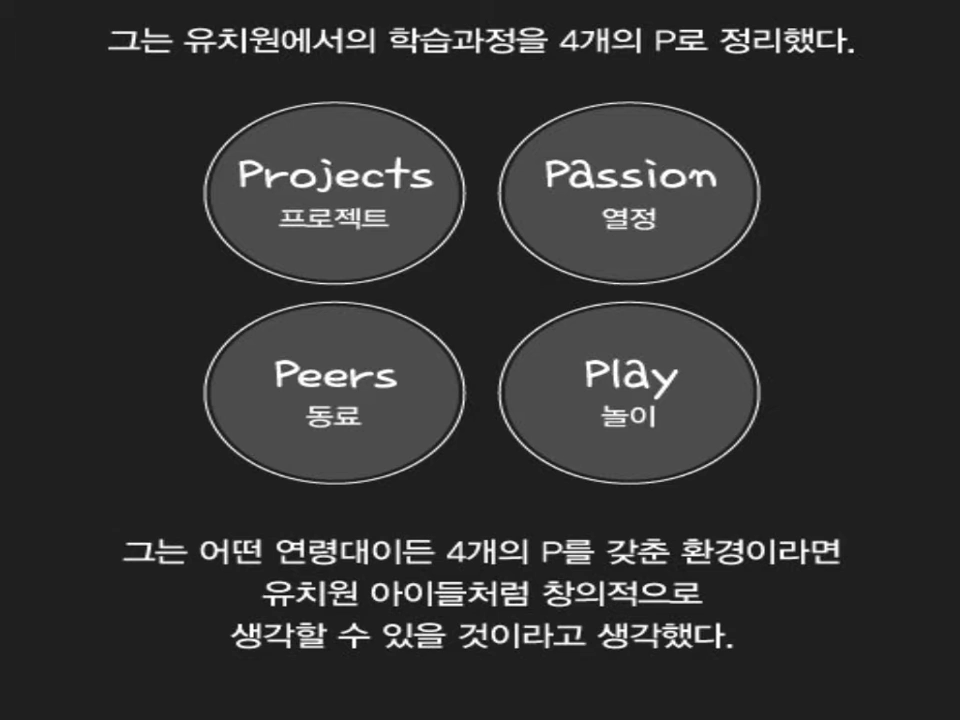 그는 유치원에서의 학습과정을 4개의 P로 정리했다.
Projects
프로젝트
Passion
열정
Peers
동료
Play
놀이
그는 어떤 연령대이든 4개의 P를 갖춘 환경이라면
유치원 아이들처럼 창의적으로
생각할 수 있을 것이라고 생각했다.